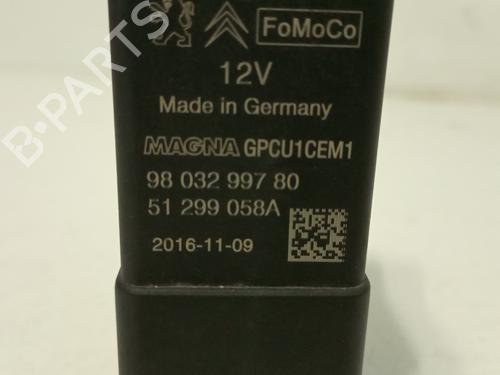 FoMoCo
12V
Made in Germany
MAGNA GPCU1CEM1
98 032 997 80
51 299 058A
2016-11-09
B-PARTS